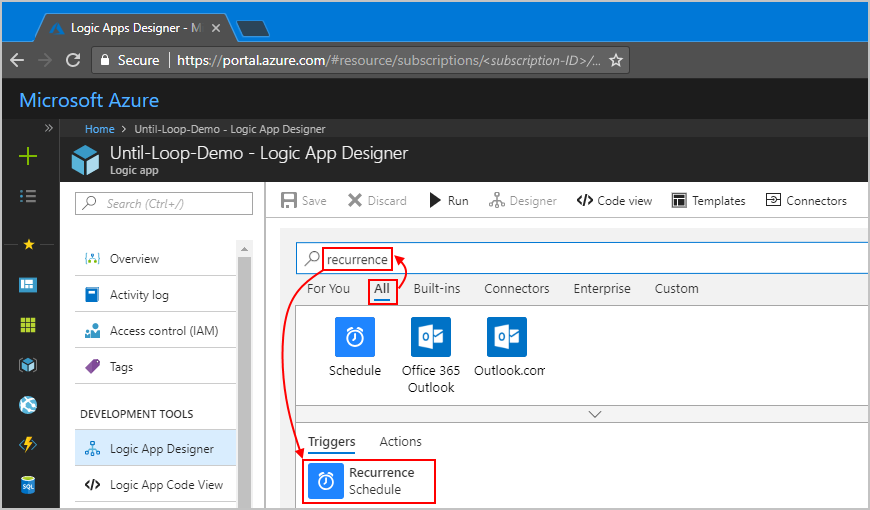 Logic Apps Designer - Mi
Secure
https://portal.azure.com/#resource/subscriptions/<subscription-ID>/...
Microsoft Azure
Home > Until-Loop-Demo - Logic App Designer
Until-Loop-Demo - Logic App Designer
Logic app
Search (Ctrl+/)
Overview
Activity log
Access control (IAM)
Tags
DEVELOPMENT TOOLS
Logic App Designer
Logic App Code View
SQL
Save
Discard
Run
Designer
Code view
Templates
Connectors
recurrence
For You
All
Built-ins
Connectors
Enterprise
Custom
Schedule
Office 365
Outlook
Outlook.com
Triggers
Actions
Recurrence
Schedule